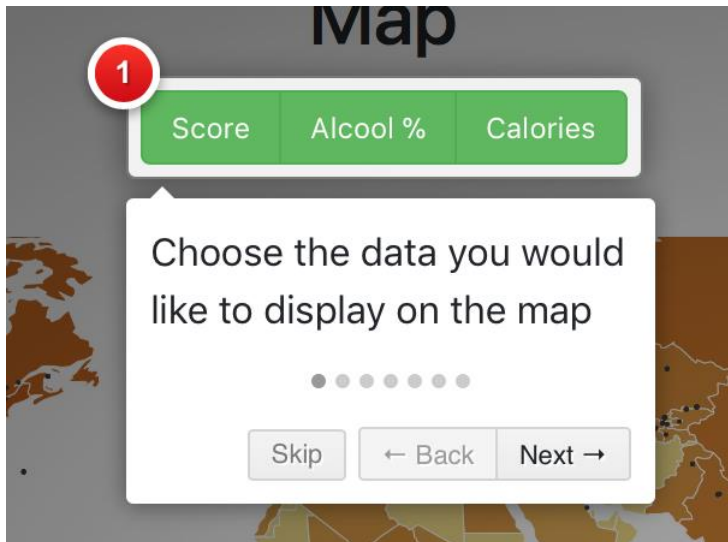 Map
1
Score Alcool % Calories
Choose the data you would
like to display on the map
Skip ← Back Next →